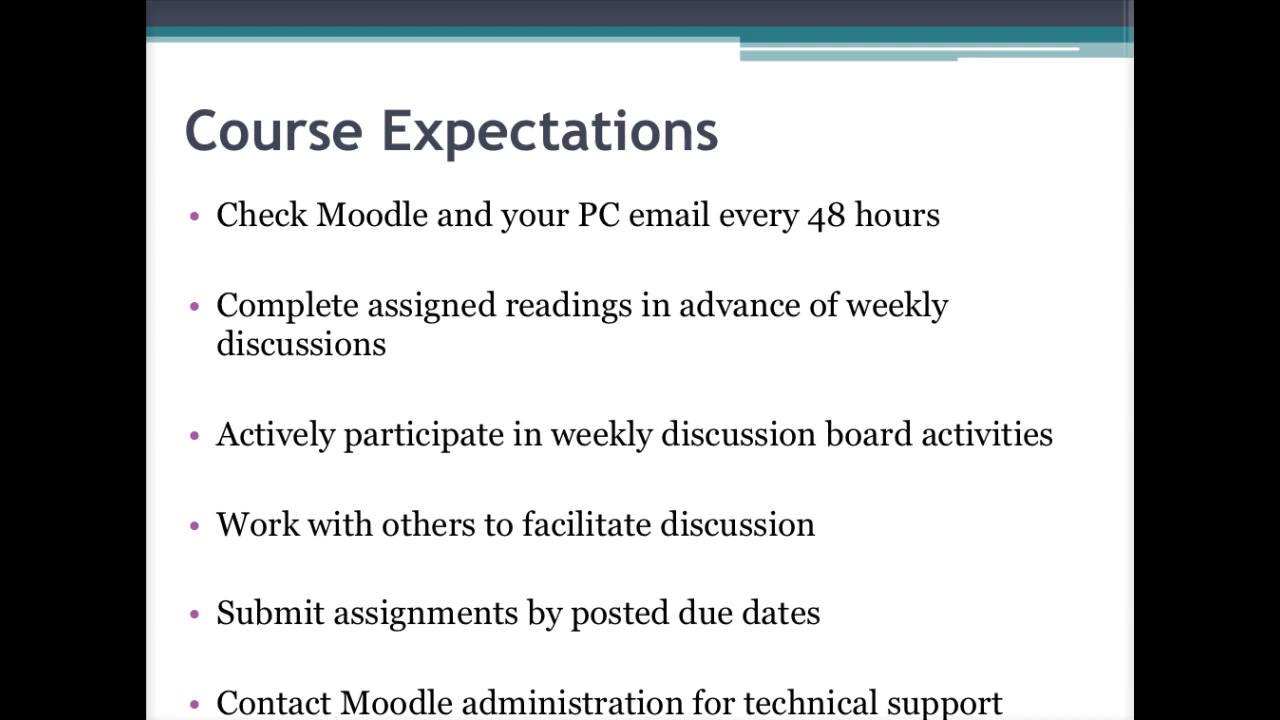 Course Expectations
• Check Moodle and your PC email every 48 hours
• Complete assigned readings in advance of weekly
discussions
• Actively participate in weekly discussion board activities
• Work with others to facilitate discussion
• Submit assignments by posted due dates
• Contact Moodle administration for technical support